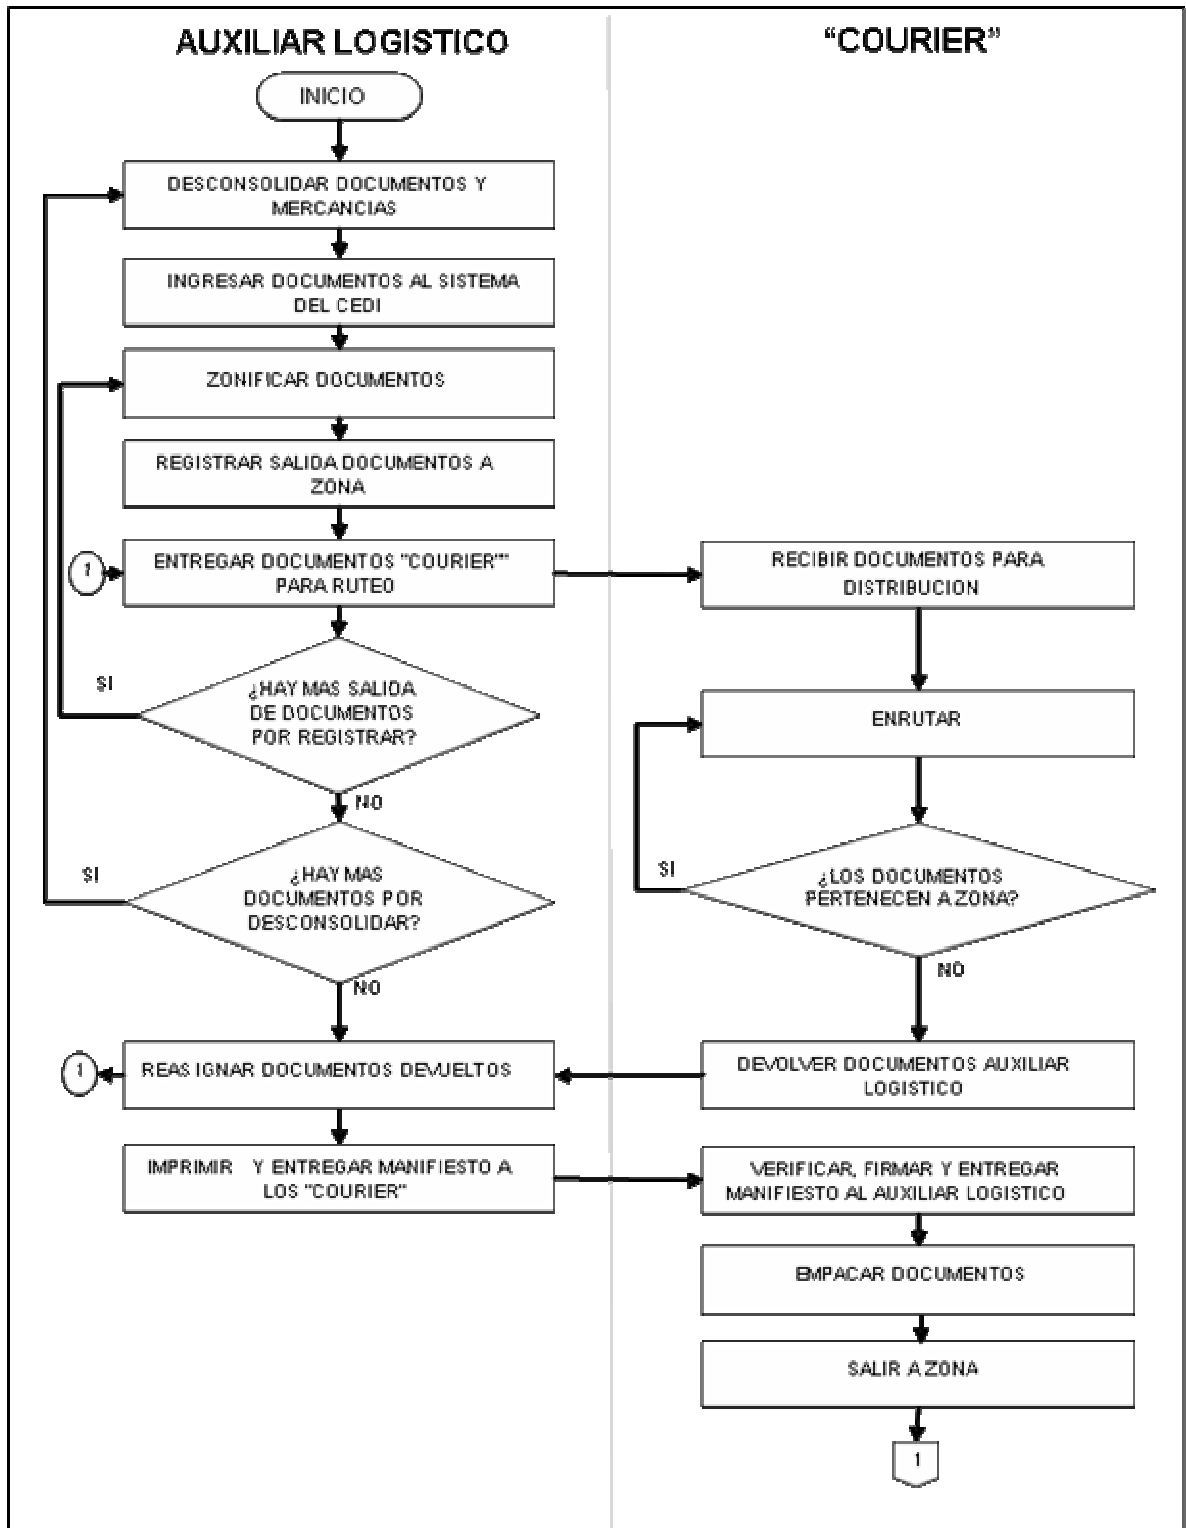 AUXILIAR LOGISTICO
INICIO
DESCONSOLIDAR DOCUMENTOS Y
MERCANCIAS
INGRESAR DOCUMENTOS AL SISTEMA
DEL CEDI
ZONIFICAR DOCUMENTOS
REGISTRAR SALIDA DOCUMENTOS A
ZONA
1
ENTREGAR DOCUMENTOS "COURIER""
PARA RUTEO
SI
¿HAY MAS SALIDA
DE DOCUMENTOS
POR REGISTRAR?
NO
SI
¿HAY MAS
DOCUMENTOS POR
DESCONSOLIDAR?
NO
1
REASIGNAR DOCUMENTOS DEVUELTOS
IMPRIMIR Y ENTREGAR MANIFIESTO A
LOS "COURIER"
“COURIER”
RECIBIR DOCUMENTOS PARA
DISTRIBUCION
ENRUTAR
SI
¿LOS DOCUMENTOS
PERTENECEN A ZONA?
NO
DEVOLVER DOCUMENTOS AUXILIAR
LOGISTICO
VERIFICAR, FIRMAR Y ENTREGAR
MANIFIESTO AL AUXILIAR LOGISTICO
EMPACAR DOCUMENTOS
SALIR A ZONA
1